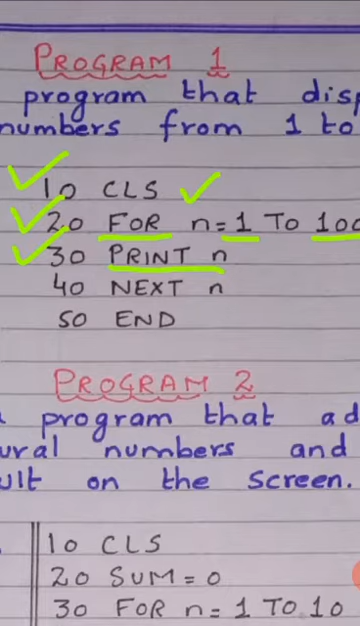 PROGRAM 1
program that disp
numbers from 1 to
10 CLS
20 FOR n=1 TO 100
30 PRINT n
40 NEXT n
50 END
PROGRAM 2
program that ad
ural numbers and
ult on the screen.
10 CLS
20 SUM=0
30 FOR n=1 TO 10